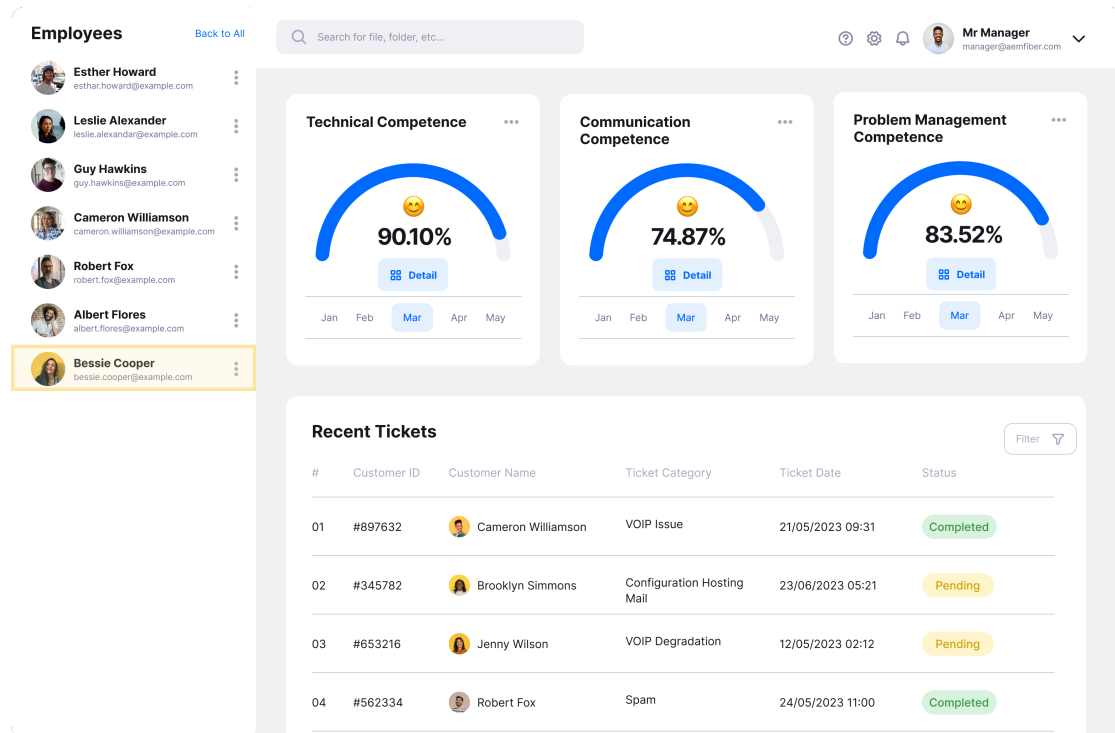 Employees
Back to All
Esther Howard
esthar.howard@example.com
Leslie Alexander
leslie.alexandar@example.com
Guy Hawkins
guy.hawkins@example.com
Cameron Williamson
cameron.williamson@example.com
Robert Fox
robert.fox@example.com
Albert Flores
albert.flores@example.com
Bessie Cooper
bessie.cooper@example.com
Search for file, folder, etc...
Mr Manager
manager@aemfiber.com
Technical Competence
90.10%
Detail
Jan Feb Mar Apr May
Communication
Competence
74.87%
Detail
Jan Feb Mar Apr May
Problem Management
Competence
83.52%
Detail
Jan Feb Mar Apr May
Recent Tickets
Filter
# Customer ID Customer Name Ticket Category Ticket Date Status
01 #897632 Cameron Williamson VOIP Issue 21/05/2023 09:31 Completed
02 #345782 Brooklyn Simmons Configuration Hosting 23/06/2023 05:21 Pending
Mail
03 #653216 Jenny Wilson VOIP Degradation 12/05/2023 02:12 Pending
04 #562334 Robert Fox Spam 24/05/2023 11:00 Completed